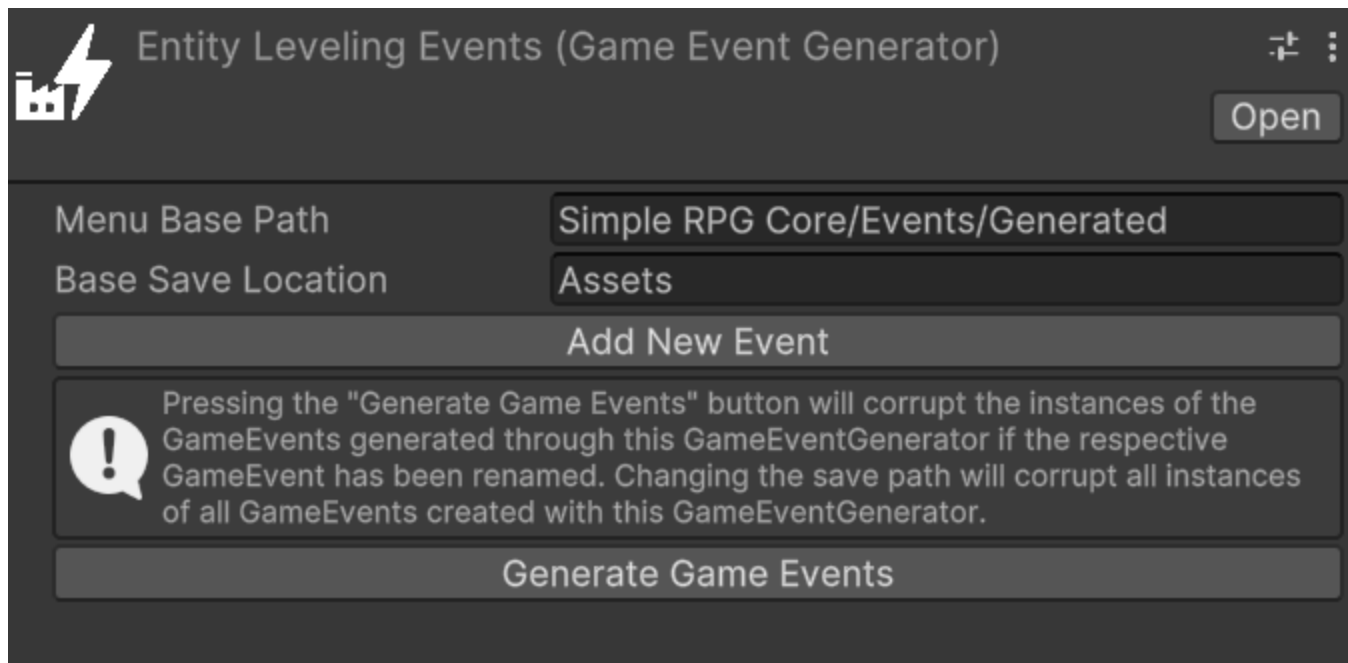 Entity Leveling Events (Game Event Generator)
Open
Menu Base Path Simple RPG Core/Events/Generated
Base Save Location Assets
Add New Event
Pressing the "Generate Game Events" button will corrupt the instances of the
GameEvents generated through this GameEventGenerator if the respective
GameEvent has been renamed. Changing the save path will corrupt all instances
of all GameEvents created with this GameEventGenerator.
Generate Game Events